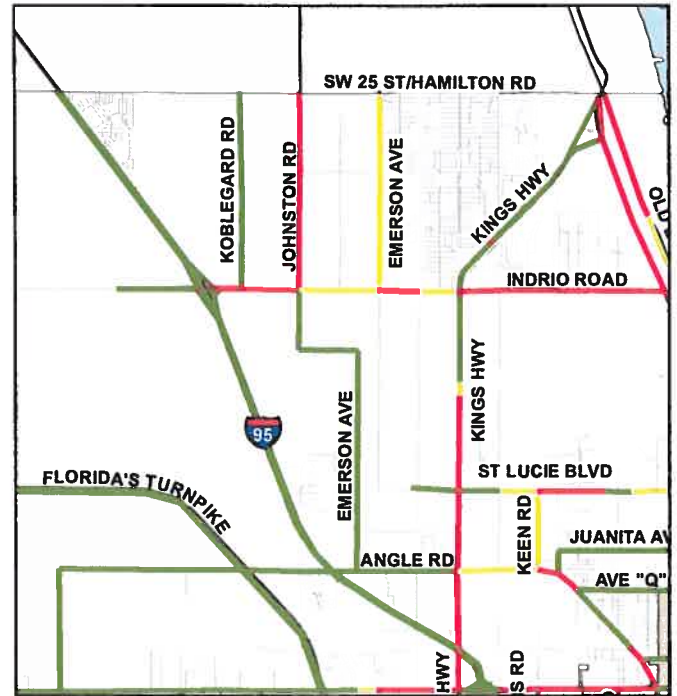 SW 25 ST/HAMILTON RD
KOBLEGARD RD
JOHNSTON RD
EMERSON AVE
KINGS HWY
OLD
INDRIO ROAD
KINGS HWY
EMERSON AVE
95
ST LUCIE BLVD
FLORIDA'S TURNPIKE
KEEN RD
JUANITA AV
ANGLE RD
AVE "Q"
HWY
S RD